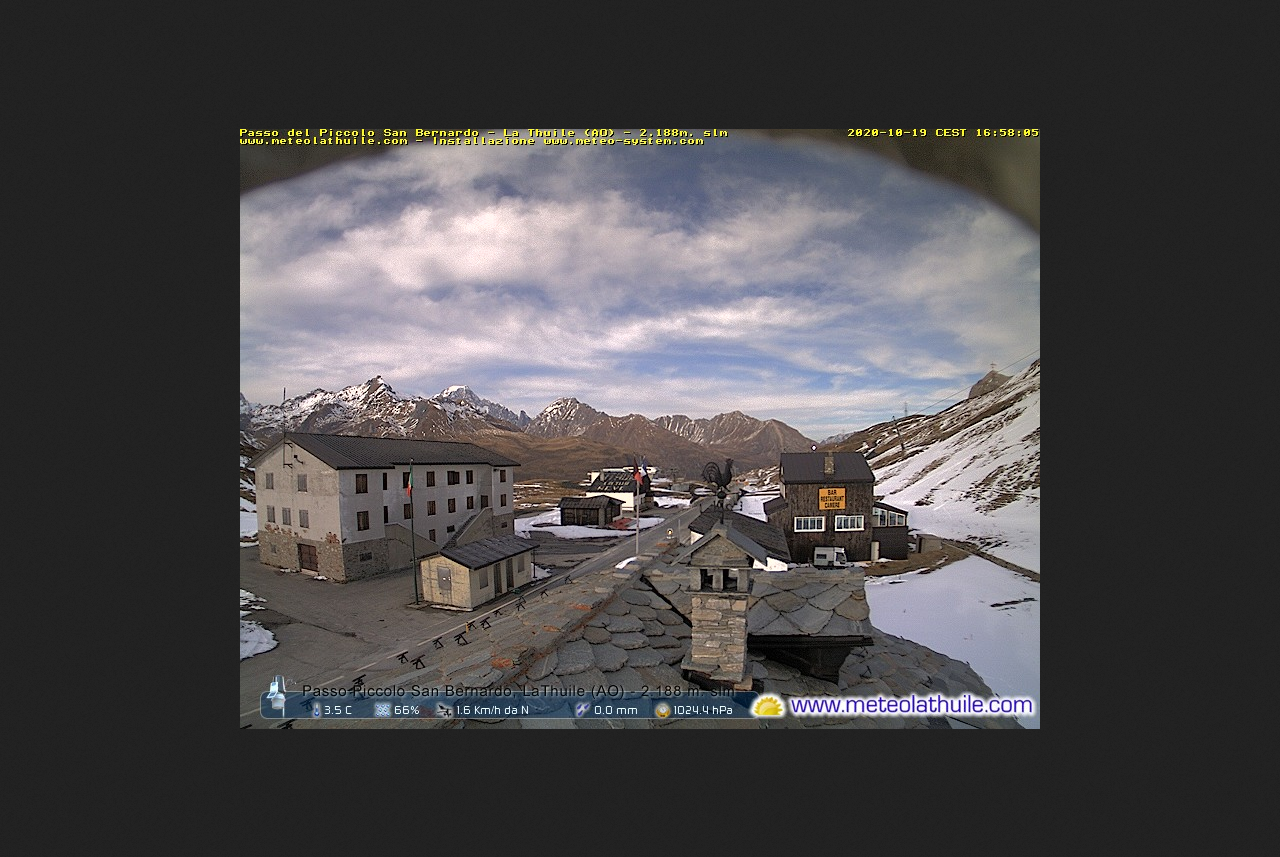 Passo del Piccolo San Bernardo - La Thuile (AO) - 2.188m. slm
2020-10-19 CEST 16:58:05
www.meteolathuile.com - Installazione www.meteo-system.com
BAR
RESTAURANT
CAMERE
Passo Piccolo San Bernardo, LaThuile (AO) - 2.188 m. slm
3.5 C 66% 1.6 Km/h da N 0.0 mm 1024.4 hPa
www.meteolathuile.com